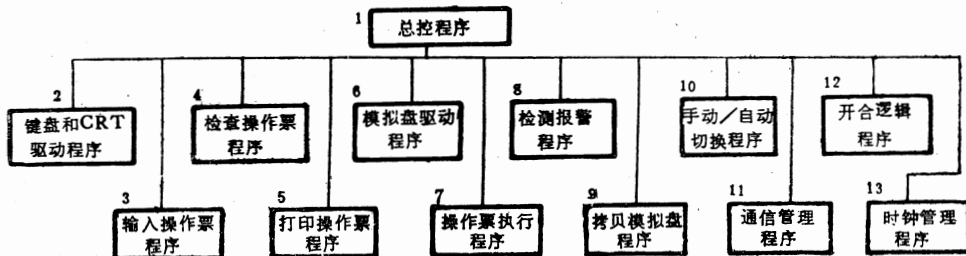 1
总控程序
2
键盘和CRT
驱动程序
4
检查操作票
程序
6
模拟盘驱动
程序
8
检测报警
程序
10
手动／自动
切换程序
12
开合逻辑
程序
3
输入操作票
程序
5
打印操作票
程序
7
操作票执行
程序
9
拷贝模拟盘
程序
11
通信管理
程序
13
时钟管理
程序